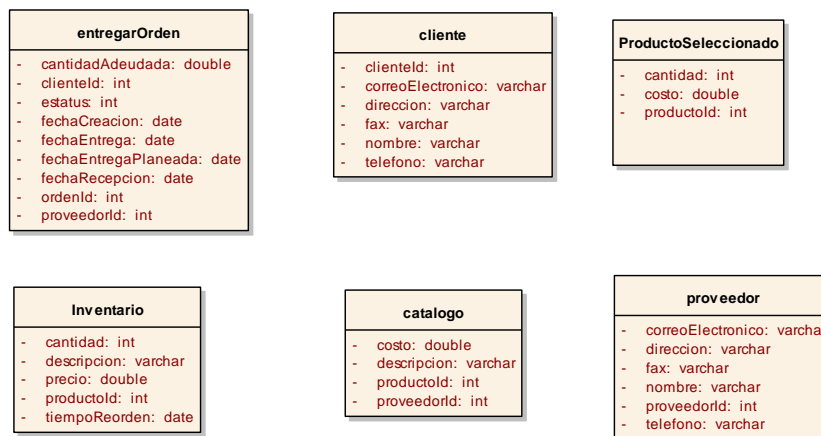 entregarOrden
- cantidadAdeudada: double
- clienteId: int
- estatus: int
- fechaCreacion: date
- fechaEntrega: date
- fechaEntregaPlaneada: date
- fechaRecepcion: date
- ordenId: int
- proveedorId: int
cliente
- clienteId: int
- correoElectronico: varchar
- direccion: varchar
- fax: varchar
- nombre: varchar
- telefono: varchar
ProductoSeleccionado
- cantidad: int
- costo: double
- productoId: int
Inventario
- cantidad: int
- descripcion: varchar
- precio: double
- productoId: int
- tiempoReorden: date
catalogo
- costo: double
- descripcion: varchar
- productoId: int
- proveedorId: int
proveedor
- correoElectronico: varcha
- direccion: varchar
- fax: varchar
- nombre: varchar
- proveedorId: int
- telefono: varchar